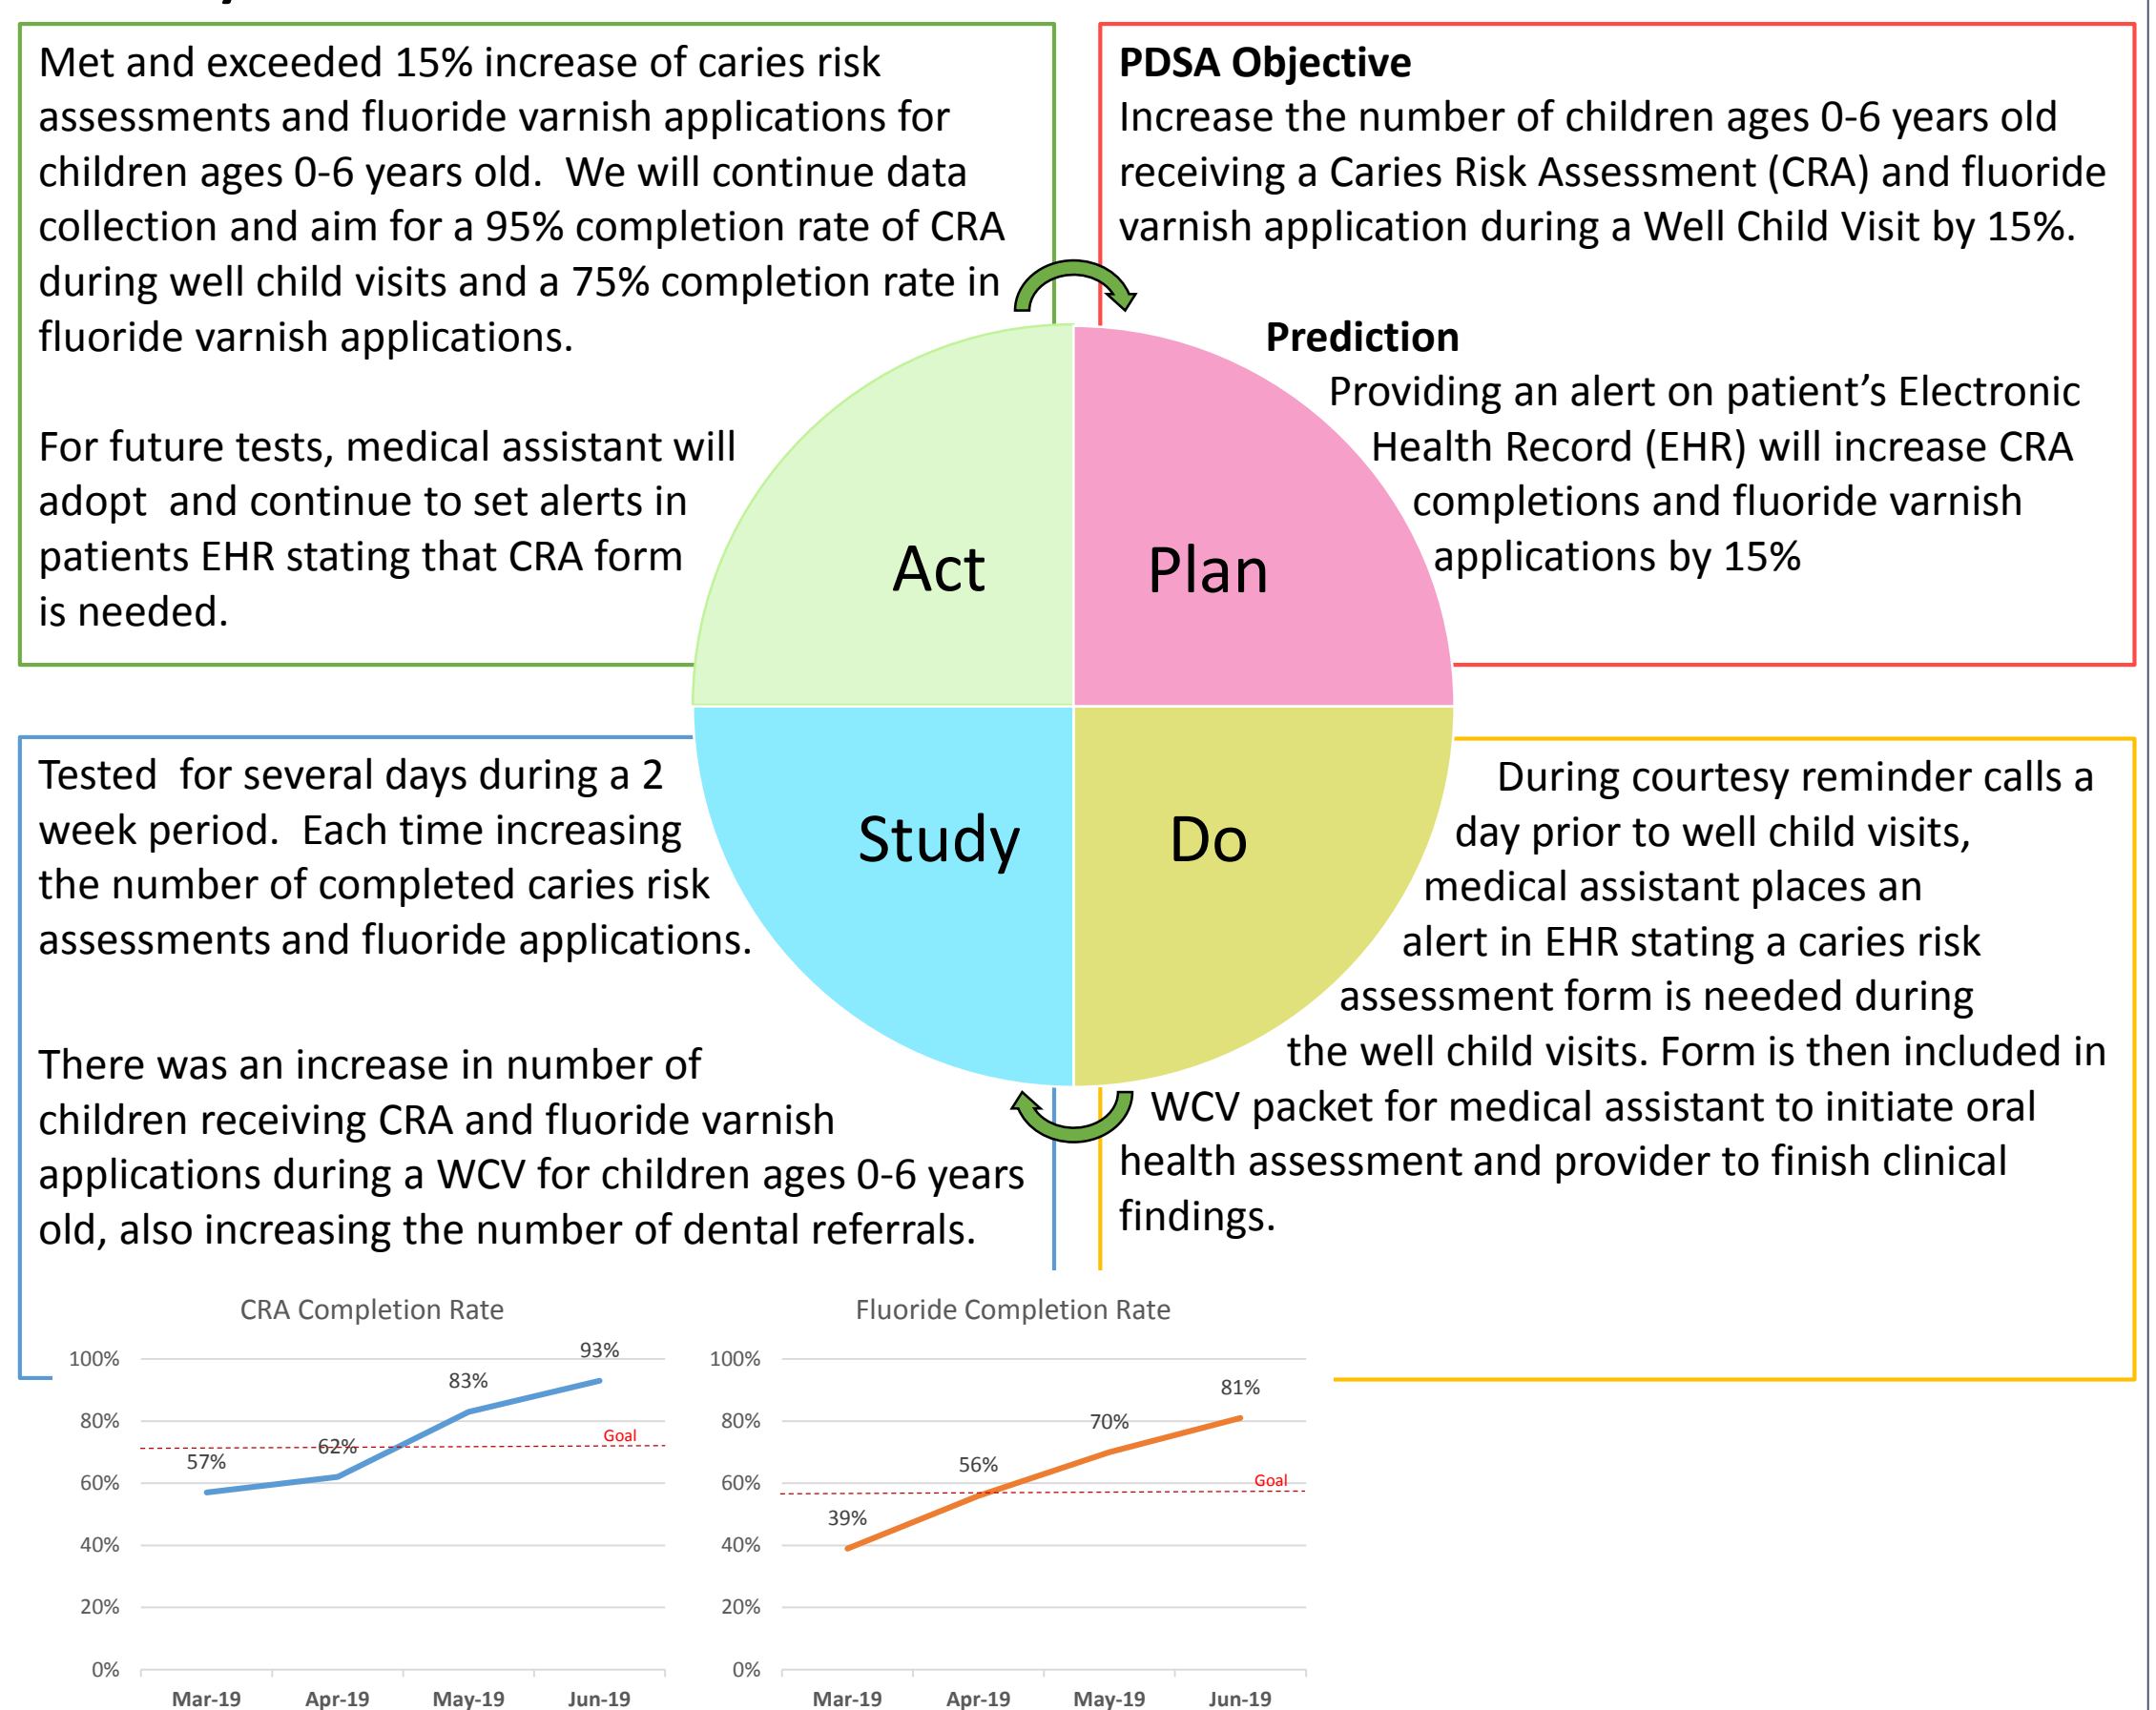 Met and exceeded 15% increase of caries risk
assessments and fluoride varnish applications for
children ages 0-6 years old.  We will continue data
collection and aim for a 95% completion rate of CRA
during well child visits and a 75% completion rate in
fluoride varnish applications.
For future tests, medical assistant will
adopt  and continue to set alerts in
patients EHR stating that CRA form
is needed.
PDSA Objective
Increase the number of children ages 0-6 years old
receiving a Caries Risk Assessment (CRA) and fluoride
varnish application during a Well Child Visit by 15%.
Prediction
Providing an alert on patient’s Electronic
Health Record (EHR) will increase CRA
completions and fluoride varnish
applications by 15%
Act
Plan
Study
Do
Tested  for several days during a 2
week period.  Each time increasing
the number of completed caries risk
assessments and fluoride applications.
There was an increase in number of
children receiving CRA and fluoride varnish
applications during a WCV for children ages 0-6 years
old, also increasing the number of dental referrals.
During courtesy reminder calls a
day prior to well child visits,
medical assistant places an
alert in EHR stating a caries risk
assessment form is needed during
the well child visits. Form is then included in
WCV packet for medical assistant to initiate oral
health assessment and provider to finish clinical
findings.
CRA Completion Rate
100%
80%
60%
40%
20%
0%
57%
62%
83%
93%
Goal
Mar-19
Apr-19
May-19
Jun-19
Fluoride Completion Rate
100%
80%
60%
40%
20%
0%
39%
56%
70%
81%
Goal
Mar-19
Apr-19
May-19
Jun-19